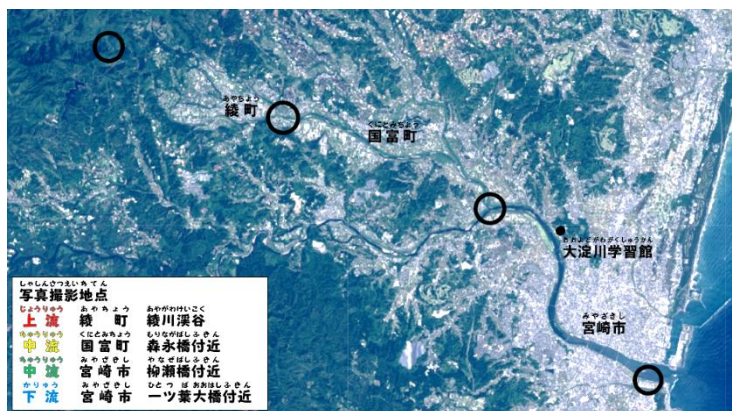 あやちょう
綾町
くにとみちょう
国富町
おおよどがわがくしゅうかん
大淀川学習館
みやざきし
宮崎市
しゃしんさつえいちてん
写真撮影地点
じょうりゅう あやちょう あやがわけいこく
上流 綾町 綾川渓谷
ちゅうりゅう くにとみちょう もりながばしふきん
中流 国富町 森永橋付近
ちゅうりゅう みやざきし やなせばしふきん
中流 宮崎市 柳瀬橋付近
かりゅう みやざきし ひとつばおおはしふきん
下流 宮崎市 一ツ葉大橋付近